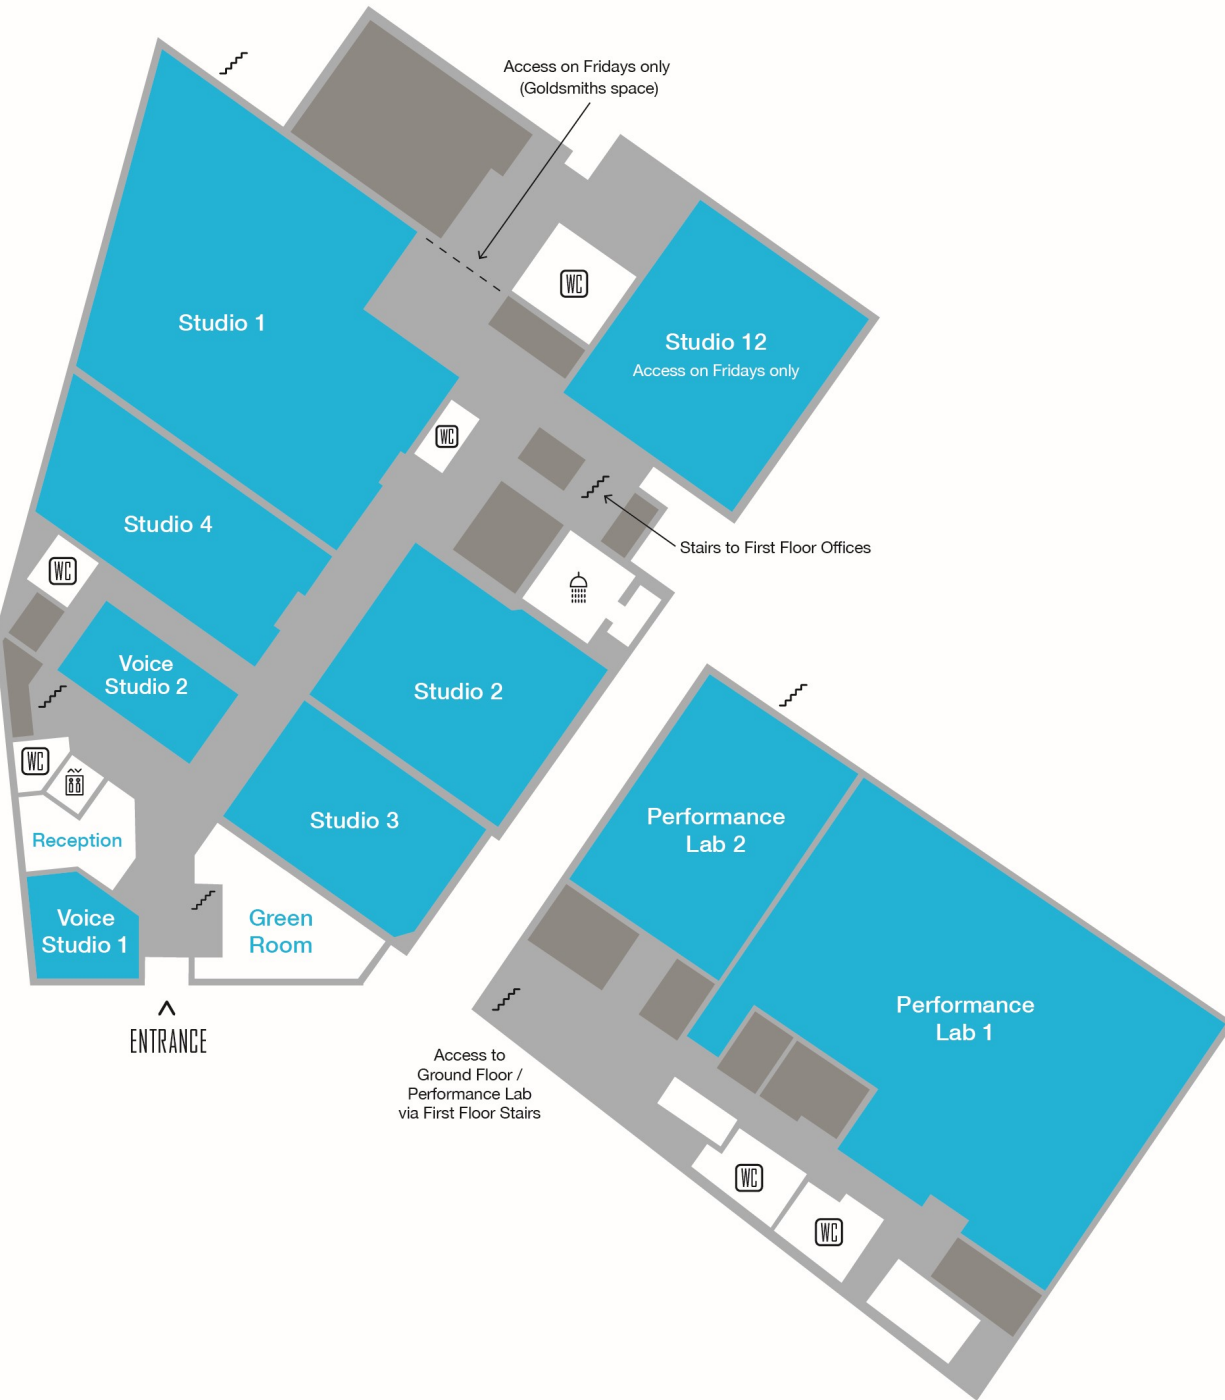 Access on Fridays only
(Goldsmiths space)
WC
Studio 1
Studio 12
Access on Fridays only
WC
Studio 4
Stairs to First Floor Offices
WC
Voice
Studio 2
Studio 2
WC
Studio 3
Reception
Performance
Lab 2
Voice
Studio 1
Green
Room
ENTRANCE
Performance
Lab 1
Access to
Ground Floor /
Performance Lab
via First Floor Stairs
WC
WC